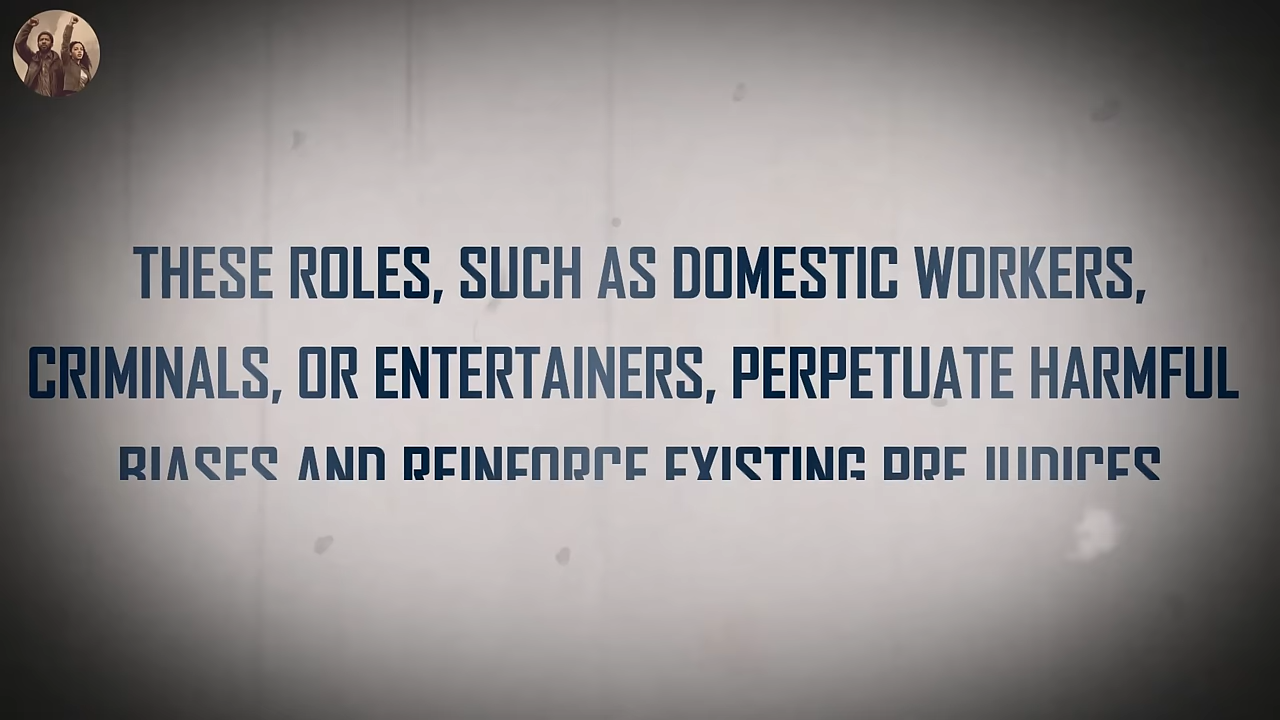 THESE ROLES, SUCH AS DOMESTIC WORKERS,
CRIMINALS, OR ENTERTAINERS, PERPETUATE HARMFUL
BIASES AND REINFORCE EXISTING PREJUDICES